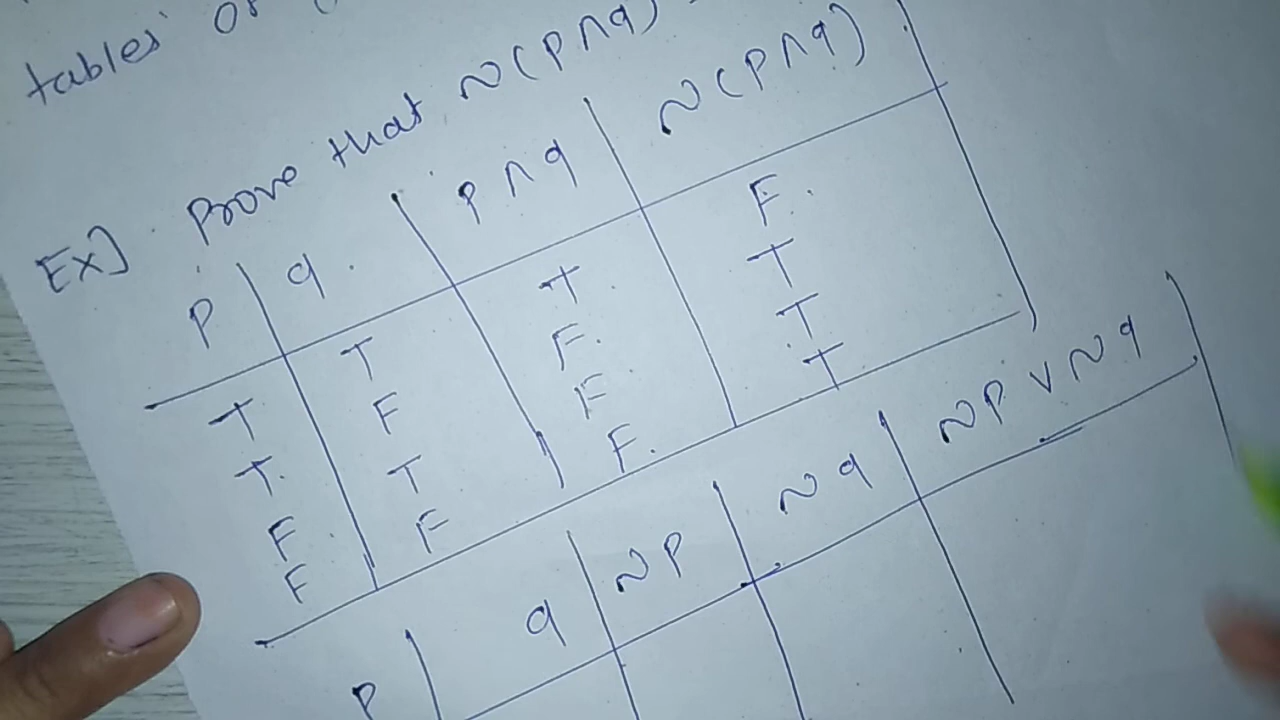 tables of
Ex] Prove that ~(p∧q)
p q p∧q ~(p∧q)
T T T F
T F F T
F T F T
F F F T
p q ~p ~q ~p∨~q